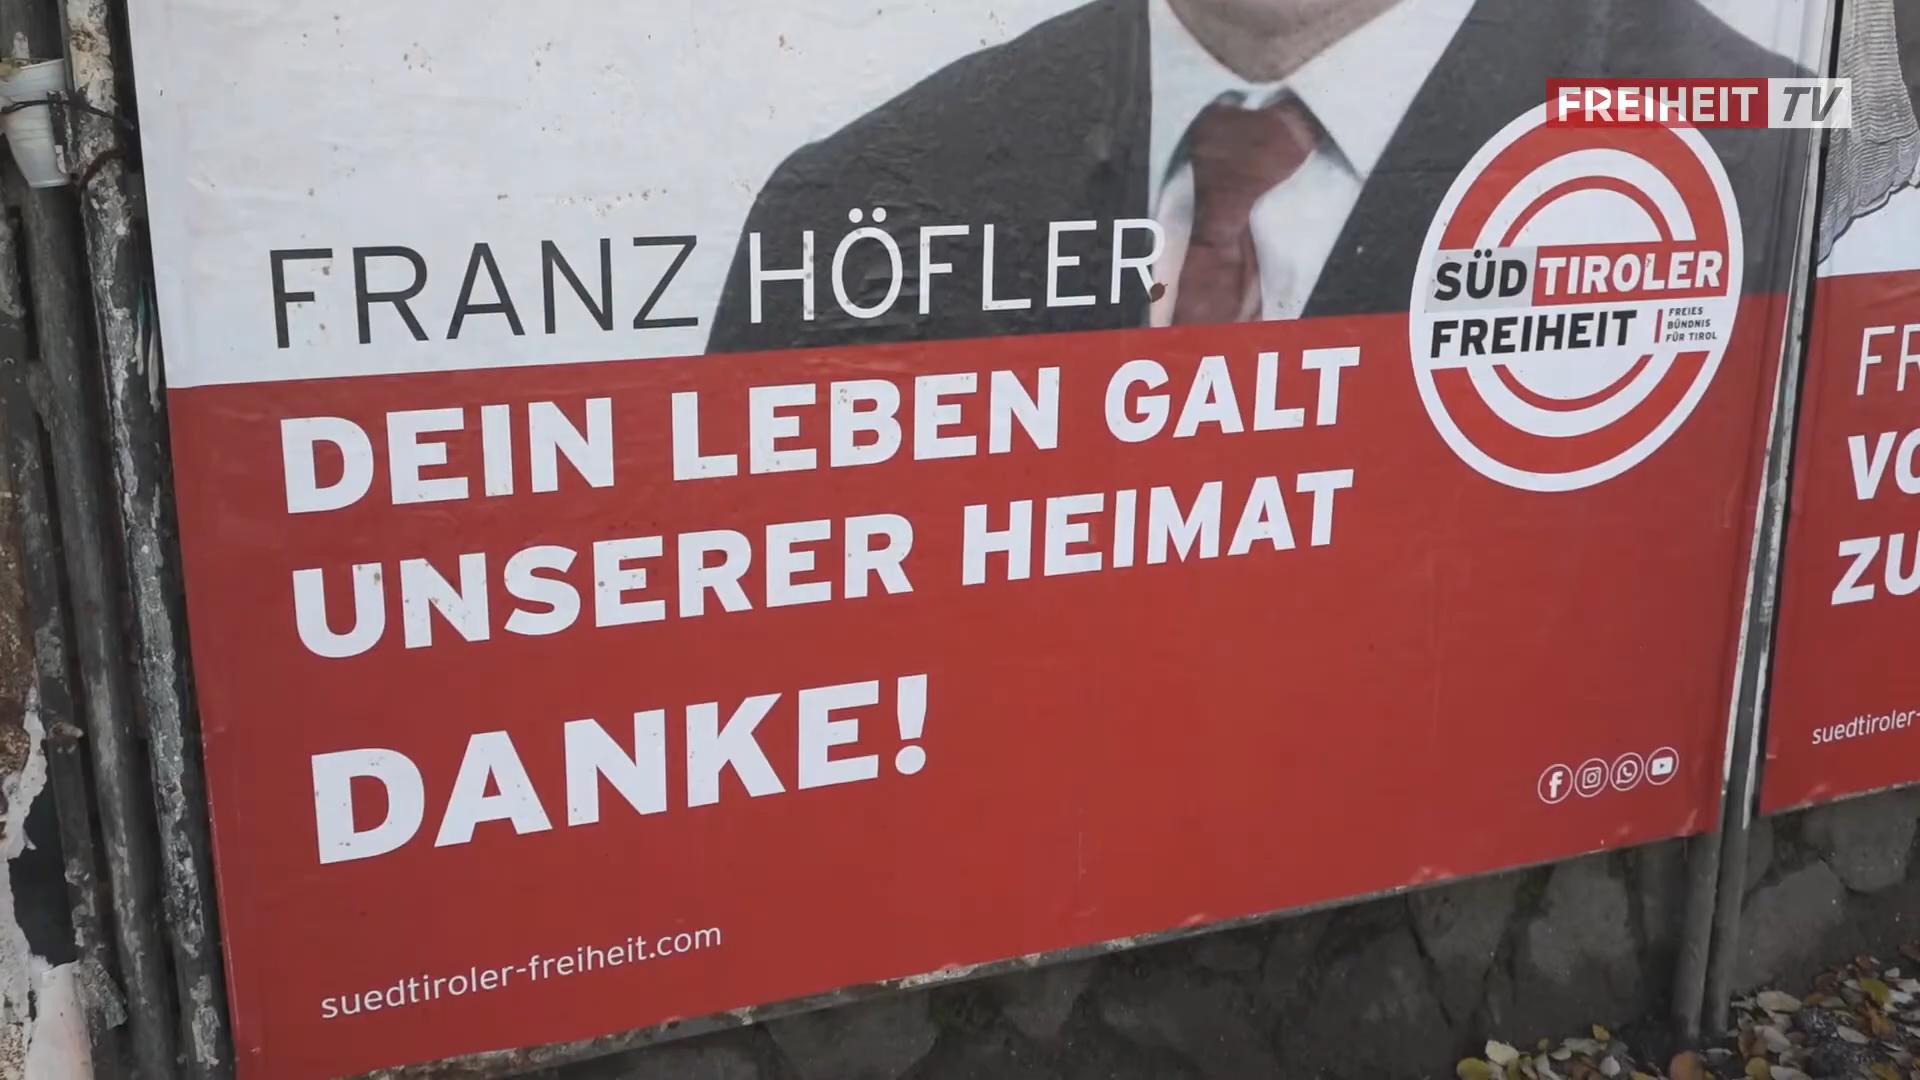 FREIHEIT TV
FRANZ HÖFLER
DEIN LEBEN GALT
UNSERER HEIMAT
DANKE!
suedtiroler-freiheit.com
SÜD TIROLER
FREIHEIT
FREIES
BÜNDNIS
FÜR TIROL
suedtiroler-